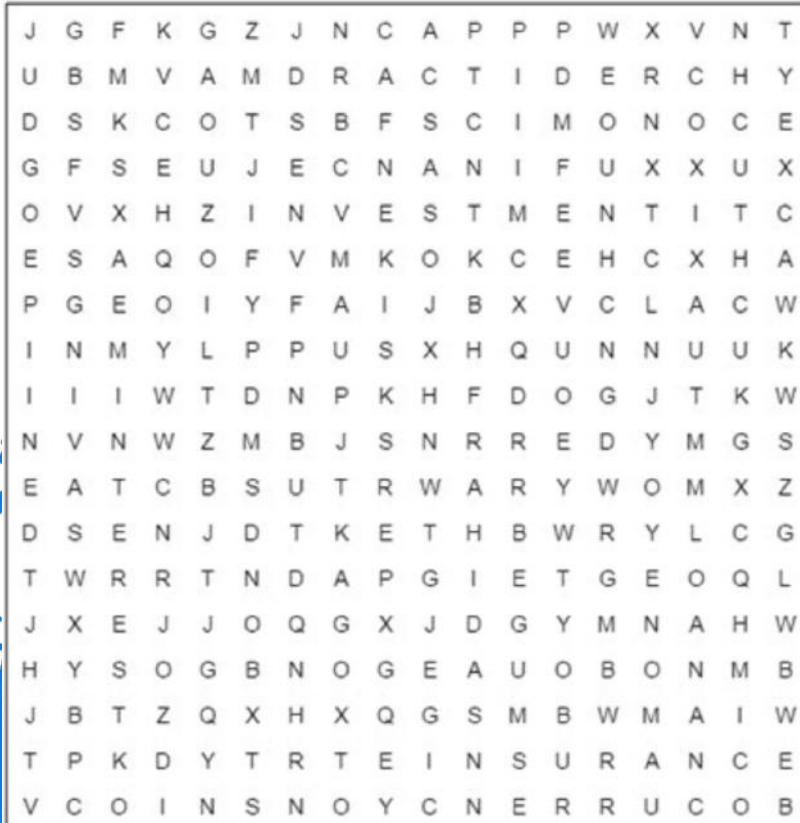 J G F K G Z J N C A P P P W X V N T
U B M V A M D R A C T I D E R C H Y
D S K C O T S B F S C I M O N O C E
G F S E U J E C N A N I F U X X U X
O V X H Z I N V E S T M E N T I T C
E S A Q O F V M K O K C E H C X H A
P G E O I Y F A I J B X V C L A C W
I N M Y L P P U S X H Q U N N U U K
I I I W T D N P K H F D O G J T K W
N V N W Z M B J S N R R E D Y M G S
E A T C B S U T R W A R Y W O M X Z
D S E N J D T K E T H B W R Y L C G
T W R R T N D A P G I E T G E O Q L
J X E J J O Q G X J D G Y M N A H W
H Y S O G B N O G E A U O B O N M B
J B T Z Q X H X Q G S M B W M A I W
T P K D Y T R T E I N S U R A N C E
V C O I N S N O Y C N E R R U C O B